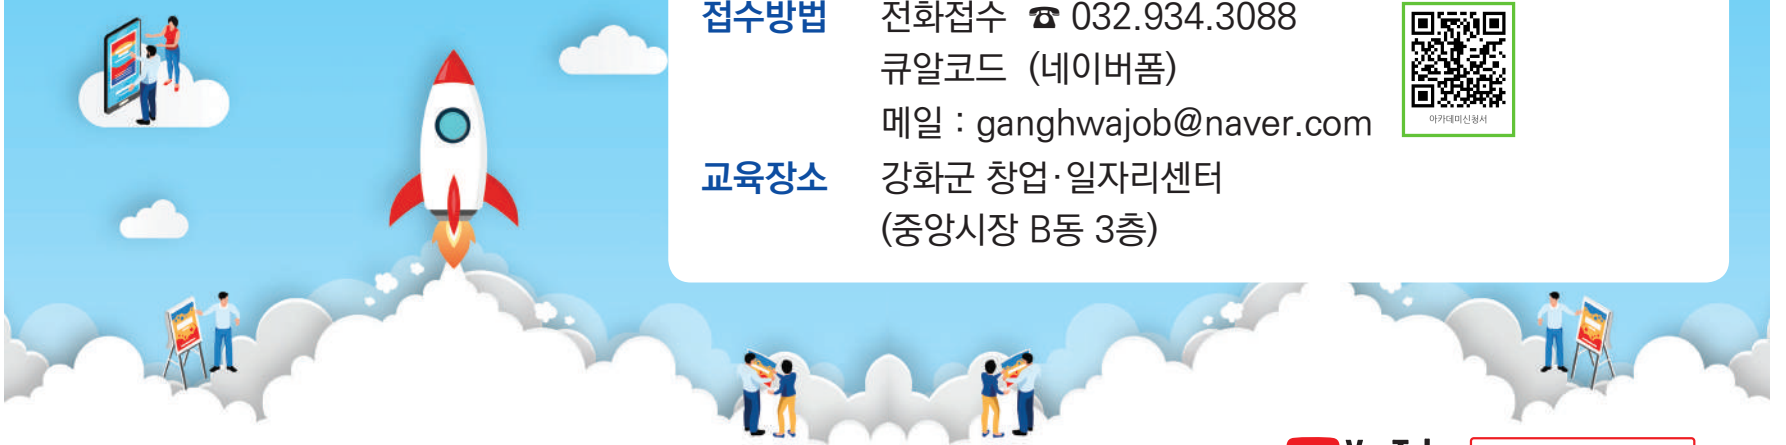 접수방법 전화접수 ☎ 032.934.3088
큐알코드 (네이버폼)
메일 : ganghwajob@naver.com
아카데미신청서
교육장소 강화군 창업·일자리센터
(중앙시장 B동 3층)